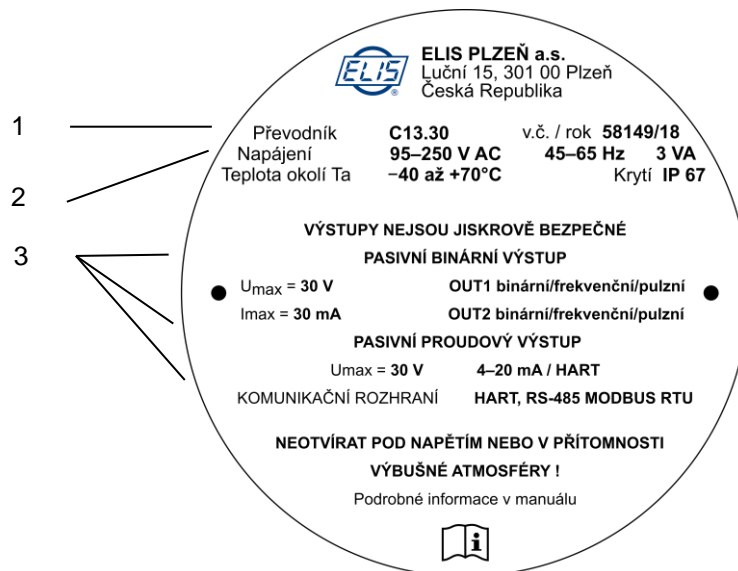 ELIS
®
ELIS PLZEŇ a.s.
Luční 15, 301 00 Plzeň
Česká Republika
1
Převodník C13.30 v.č. / rok 58149/18
Napájení 95–250 V AC 45–65 Hz 3 VA
Teplota okolí Ta −40 až +70°C Krytí IP 67
2
VÝSTUPY NEJSOU JISKROVĚ BEZPEČNÉ
3
PASIVNÍ BINÁRNÍ VÝSTUP
Umax = 30 V OUT1 binární/frekvenční/pulzní
Imax = 30 mA OUT2 binární/frekvenční/pulzní
PASIVNÍ PROUDOVÝ VÝSTUP
Umax = 30 V 4–20 mA / HART
KOMUNIKAČNÍ ROZHRANÍ HART, RS-485 MODBUS RTU
NEOTVÍRAT POD NAPĚTÍM NEBO V PŘÍTOMNOSTI
VÝBUŠNÉ ATMOSFÉRY !
Podrobné informace v manuálu
i